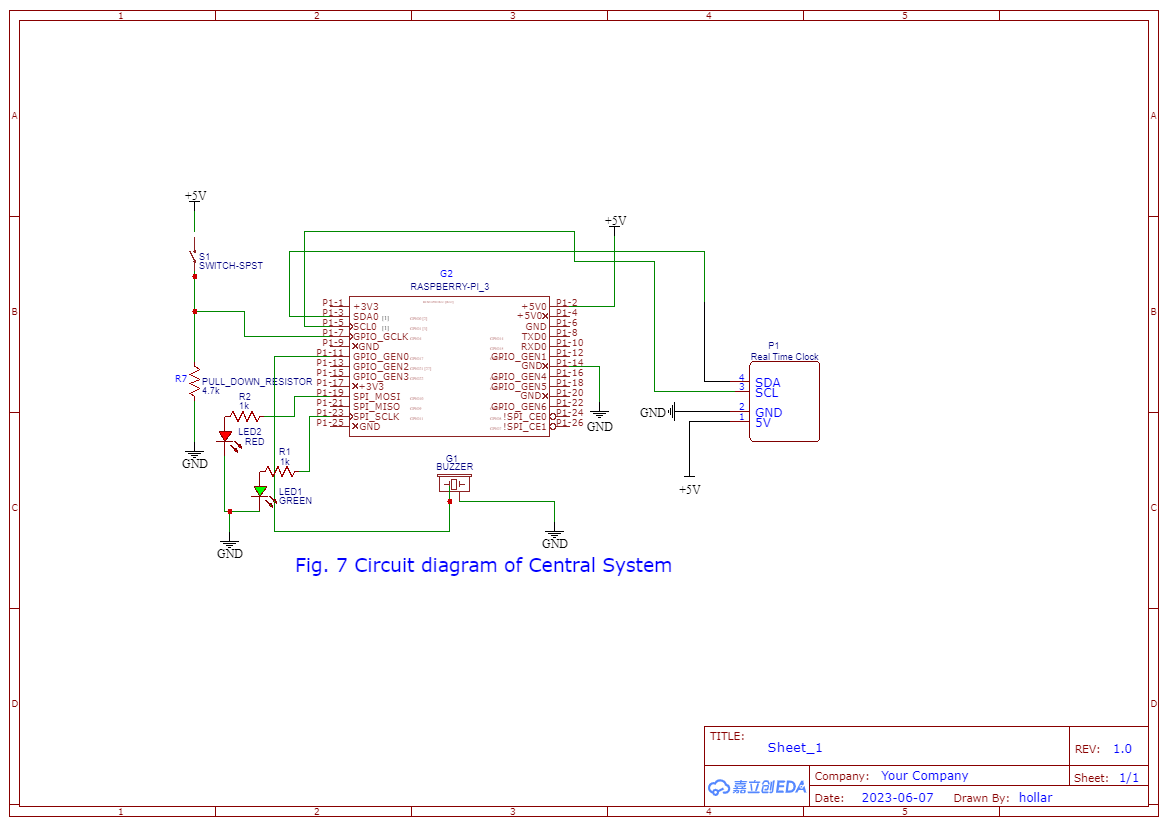 1 2 3 4 5
A A
B B
C C
D D
+5V
S1
SWITCH-SPST
R7 PULL_DOWN_RESISTOR
4.7k
GND
R2
1k
LED2
RED
R1
1k
LED1
GREEN
GND
G2
RASPBERRY-PI_3
P1-1 +3V3
P1-3 SDA0 [1]
P1-5 SCL0 [1]
P1-7 GPIO_GCLK
P1-9 GND
P1-11 GPIO_GEN0
P1-13 GPIO_GEN2
P1-15 GPIO_GEN3
P1-17 +3V3
P1-19 SPI_MOSI
P1-21 SPI_MISO
P1-23 SPI_SCLK
P1-25 GND
+5V0 P1-2
+5V0 P1-4
GND P1-6
TXD0 P1-8
RXD0 P1-10
GPIO_GEN1 P1-12
GND P1-14
GPIO_GEN4 P1-16
GPIO_GEN5 P1-18
GND P1-20
GPIO_GEN6 P1-22
!SPI_CE0 P1-24
!SPI_CE1 P1-26
+5V
GND
G1
BUZZER
GND
P1
Real Time Clock
4 SDA
3 SCL
GND 2 GND
1 5V
+5V
Fig. 7 Circuit diagram of Central System
TITLE:
Sheet_1
REV: 1.0
嘉立创EDA
Company: Your Company
Sheet: 1/1
Date: 2023-06-07 Drawn By: hollar
1 2 3 4 5